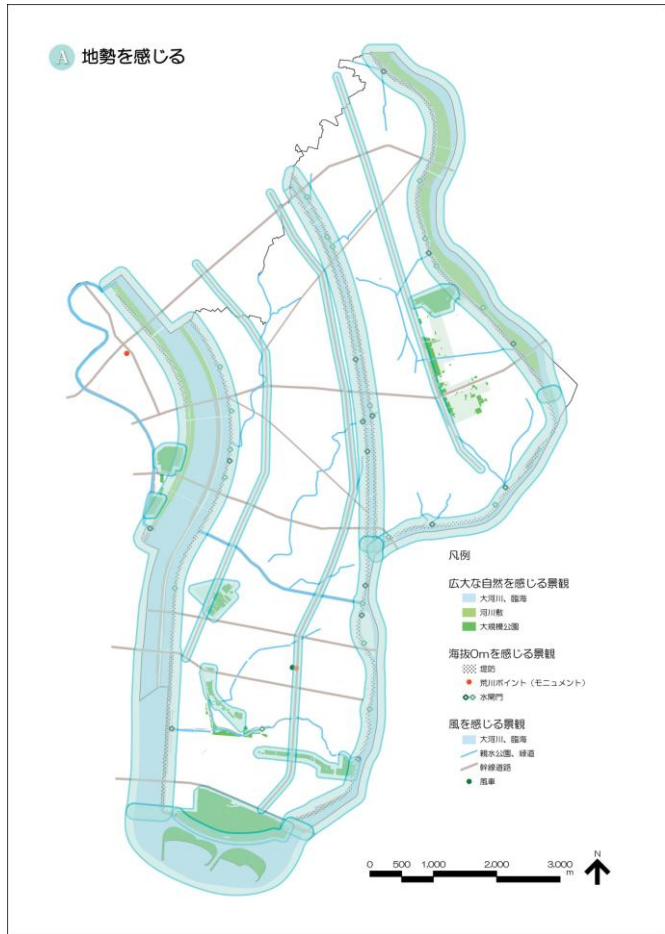 A 地勢を感じる
凡例
広大な自然を感じる景観
大河川、臨海
河川敷
大規模公園
海抜0mを感じる景観
堤防
荒川ポイント（モニュメント）
水閘門
風を感じる景観
大河川、臨海
親水公園、緑道
幹線道路
風車
0 500 1,000 2,000 3,000 m
N